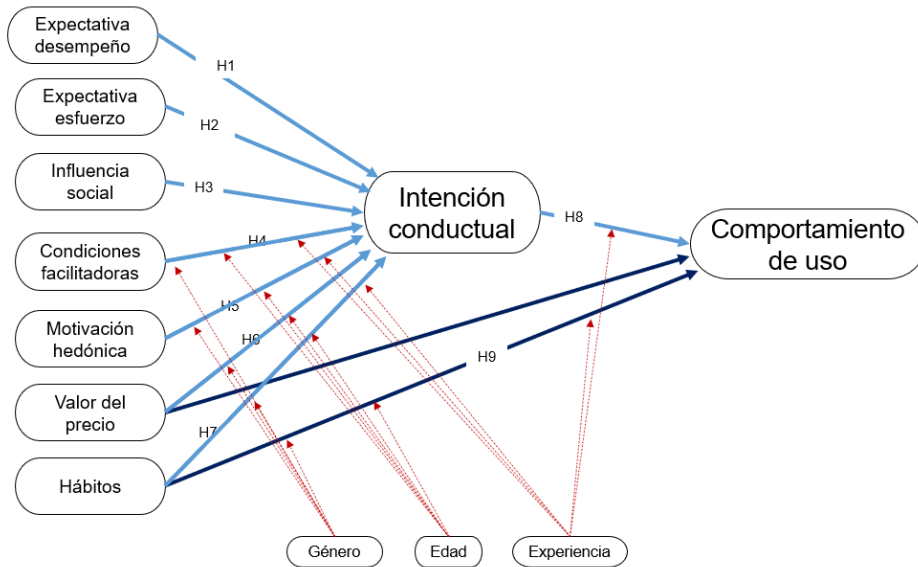 Expectativa
desempeño
H1
Expectativa
esfuerzo
H2
Influencia
social
H3
Intención
conductual
H8
Comportamiento
de uso
Condiciones
facilitadoras
H4
Motivación
hedónica
H5
H6
H9
Valor del
precio
H7
Hábitos
Género
Edad
Experiencia